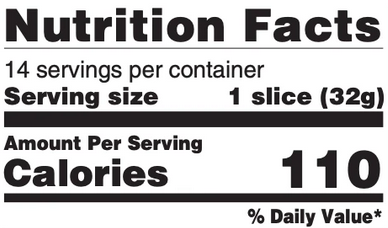 Nutrition Facts
14 servings per container
Serving size 1 slice (32g)
Amount Per Serving
Calories 110
% Daily Value*